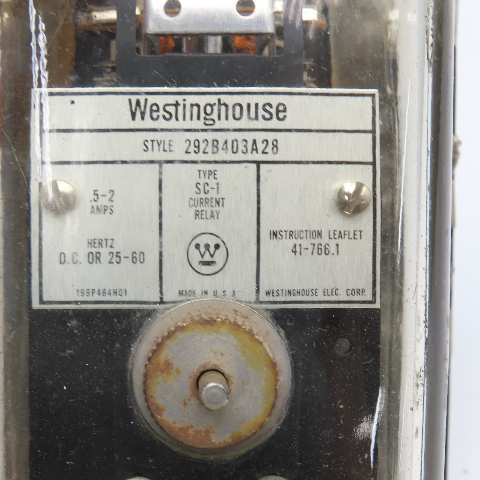 Westinghouse
STYLE 292B403A28
.5-2
AMPS
HERTZ
D.C. OR 25-60
199P464H01
TYPE
SC-1
CURRENT
RELAY
W
MADE IN U.S.A
INSTRUCTION LEAFLET
41-766.1
WESTINGHOUSE ELEC. CORP.